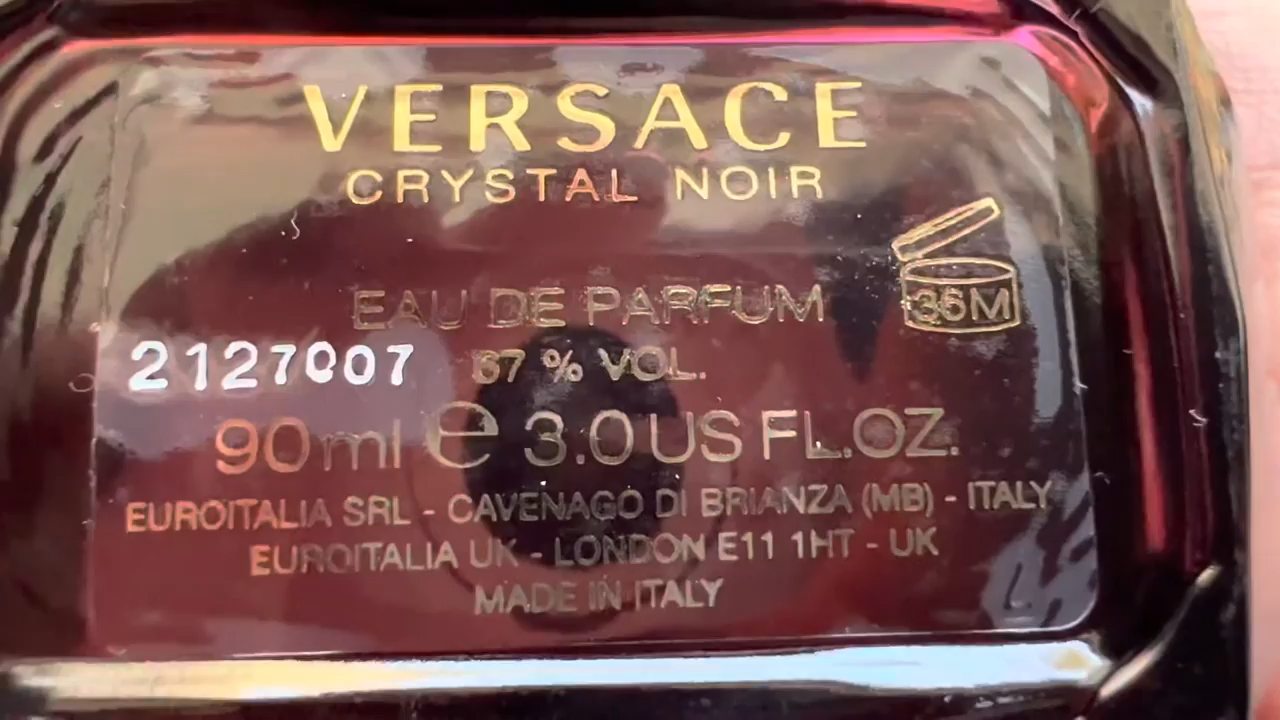 VERSACE
CRYSTAL NOIR
36M
EAU DE PARFUM
2127007 87 % VOL.
90ml e 3.0 US FL.OZ.
EUROITALIA SRL - CAVENAGO DI BRIANZA (MB) - ITALY
EUROITALIA UK - LONDON E11 1HT - UK
MADE IN ITALY
L